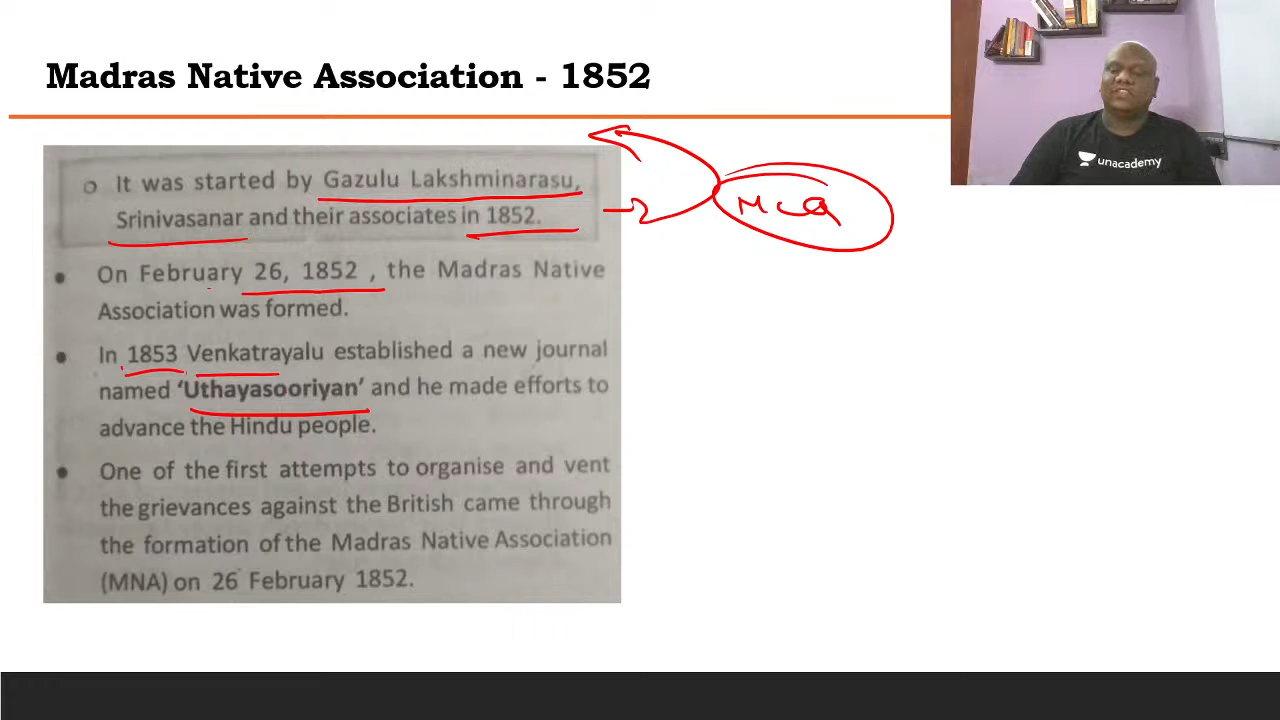 Madras Native Association - 1852
unacademy
o It was started by Gazulu Lakshminarasu,
Srinivasanar and their associates in 1852.
MCQ
• On February 26, 1852 , the Madras Native
Association was formed.
• In 1853 Venkatrayalu established a new journal
named ‘Uthayasooriyan’ and he made efforts to
advance the Hindu people.
• One of the first attempts to organise and vent
the grievances against the British came through
the formation of the Madras Native Association
(MNA) on 26 February 1852.